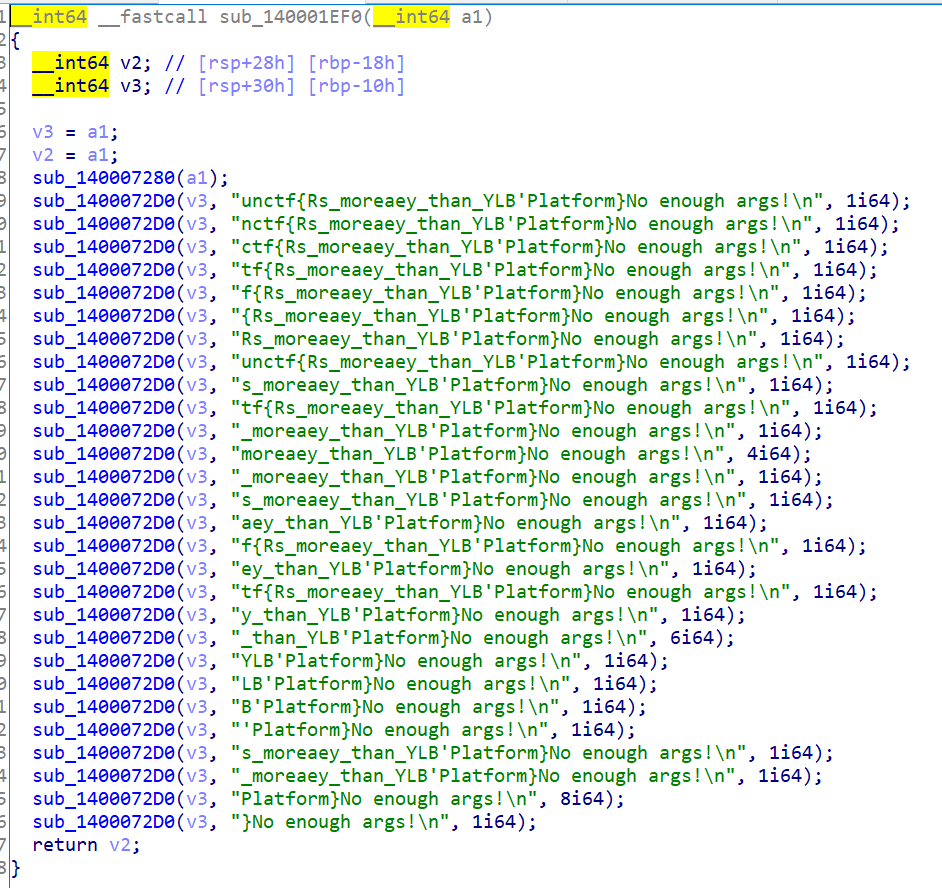 1 __int64 __fastcall sub_140001EF0(__int64 a1)
2 {
3 __int64 v2; // [rsp+28h] [rbp-18h]
4 __int64 v3; // [rsp+30h] [rbp-10h]
5
6 v3 = a1;
7 v2 = a1;
8 sub_140007280(a1);
9 sub_1400072D0(v3, "unctf{Rs_moreaey_than_YLB'Platform}No enough args!\n", 1i64);
0 sub_1400072D0(v3, "nctf{Rs_moreaey_than_YLB'Platform}No enough args!\n", 1i64);
1 sub_1400072D0(v3, "ctf{Rs_moreaey_than_YLB'Platform}No enough args!\n", 1i64);
2 sub_1400072D0(v3, "tf{Rs_moreaey_than_YLB'Platform}No enough args!\n", 1i64);
3 sub_1400072D0(v3, "f{Rs_moreaey_than_YLB'Platform}No enough args!\n", 1i64);
4 sub_1400072D0(v3, "{Rs_moreaey_than_YLB'Platform}No enough args!\n", 1i64);
5 sub_1400072D0(v3, "Rs_moreaey_than_YLB'Platform}No enough args!\n", 1i64);
6 sub_1400072D0(v3, "unctf{Rs_moreaey_than_YLB'Platform}No enough args!\n", 1i64);
7 sub_1400072D0(v3, "s_moreaey_than_YLB'Platform}No enough args!\n", 1i64);
8 sub_1400072D0(v3, "tf{Rs_moreaey_than_YLB'Platform}No enough args!\n", 1i64);
9 sub_1400072D0(v3, "_moreaey_than_YLB'Platform}No enough args!\n", 1i64);
0 sub_1400072D0(v3, "moreaey_than_YLB'Platform}No enough args!\n", 4i64);
1 sub_1400072D0(v3, "_moreaey_than_YLB'Platform}No enough args!\n", 1i64);
2 sub_1400072D0(v3, "s_moreaey_than_YLB'Platform}No enough args!\n", 1i64);
3 sub_1400072D0(v3, "aey_than_YLB'Platform}No enough args!\n", 1i64);
4 sub_1400072D0(v3, "f{Rs_moreaey_than_YLB'Platform}No enough args!\n", 1i64);
5 sub_1400072D0(v3, "ey_than_YLB'Platform}No enough args!\n", 1i64);
6 sub_1400072D0(v3, "tf{Rs_moreaey_than_YLB'Platform}No enough args!\n", 1i64);
7 sub_1400072D0(v3, "y_than_YLB'Platform}No enough args!\n", 1i64);
8 sub_1400072D0(v3, "_than_YLB'Platform}No enough args!\n", 6i64);
9 sub_1400072D0(v3, "YLB'Platform}No enough args!\n", 1i64);
0 sub_1400072D0(v3, "LB'Platform}No enough args!\n", 1i64);
1 sub_1400072D0(v3, "B'Platform}No enough args!\n", 1i64);
2 sub_1400072D0(v3, "'Platform}No enough args!\n", 1i64);
3 sub_1400072D0(v3, "s_moreaey_than_YLB'Platform}No enough args!\n", 1i64);
4 sub_1400072D0(v3, "_moreaey_than_YLB'Platform}No enough args!\n", 1i64);
5 sub_1400072D0(v3, "Platform}No enough args!\n", 8i64);
6 sub_1400072D0(v3, "}No enough args!\n", 1i64);
7 return v2;
8 }